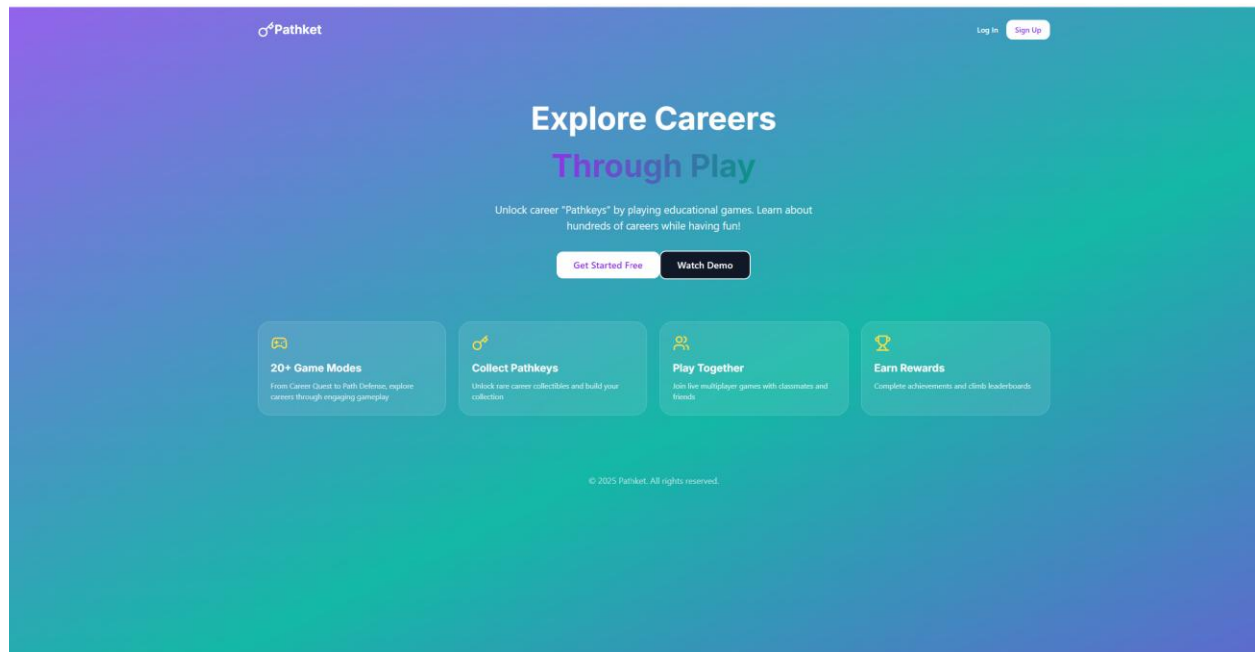 Pathket
Log In
Sign Up
Explore Careers
Through Play
Unlock career "Pathkeys" by playing educational games. Learn about
hundreds of careers while having fun!
Get Started Free
Watch Demo
20+ Game Modes
From Career Quest to Path Defense, explore
careers through engaging gameplay
Collect Pathkeys
Unlock rare career collectibles and build your
collection
Play Together
Join live multiplayer games with classmates and
friends
Earn Rewards
Complete achievements and climb leaderboards
© 2025 Pathket. All rights reserved.